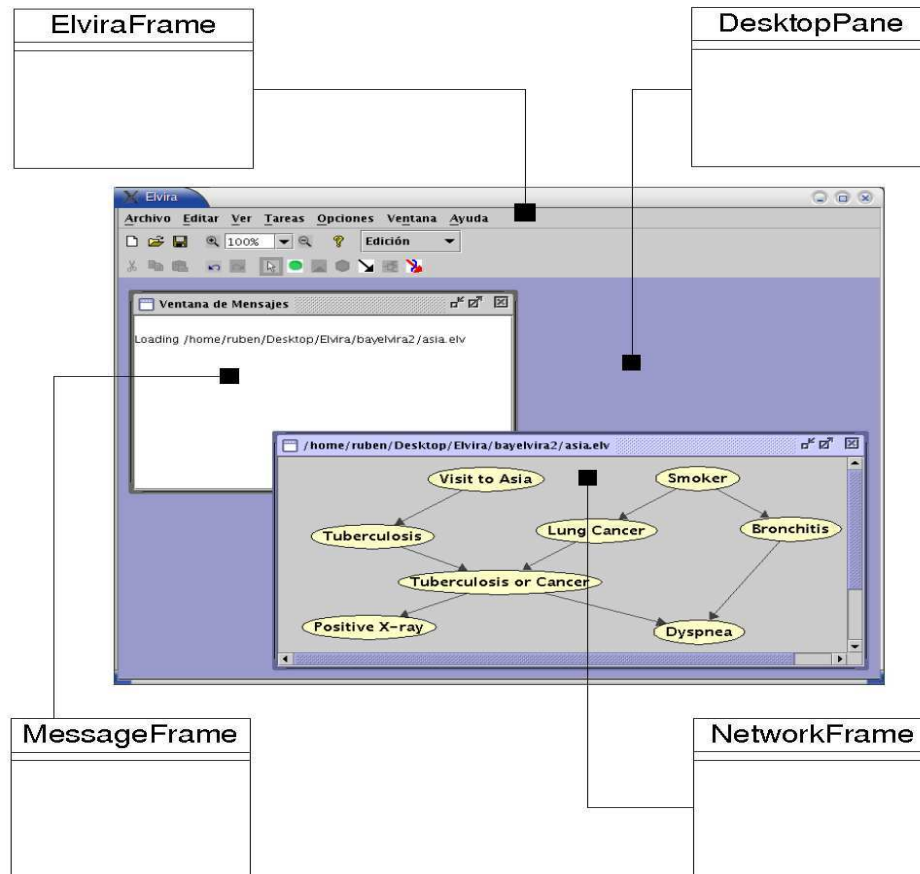 ElviraFrame
DesktopPane
Elvira
Archivo Editar Ver Tareas Opciones Ventana Ayuda
100% Edición
Ventana de Mensajes
Loading /home/ruben/Desktop/Elvira/bayelvira2/asia.elv
/home/ruben/Desktop/Elvira/bayelvira2/asia.elv
Visit to Asia
Smoker
Tuberculosis
Lung Cancer
Bronchitis
Tuberculosis or Cancer
Positive X-ray
Dyspnea
MessageFrame
NetworkFrame